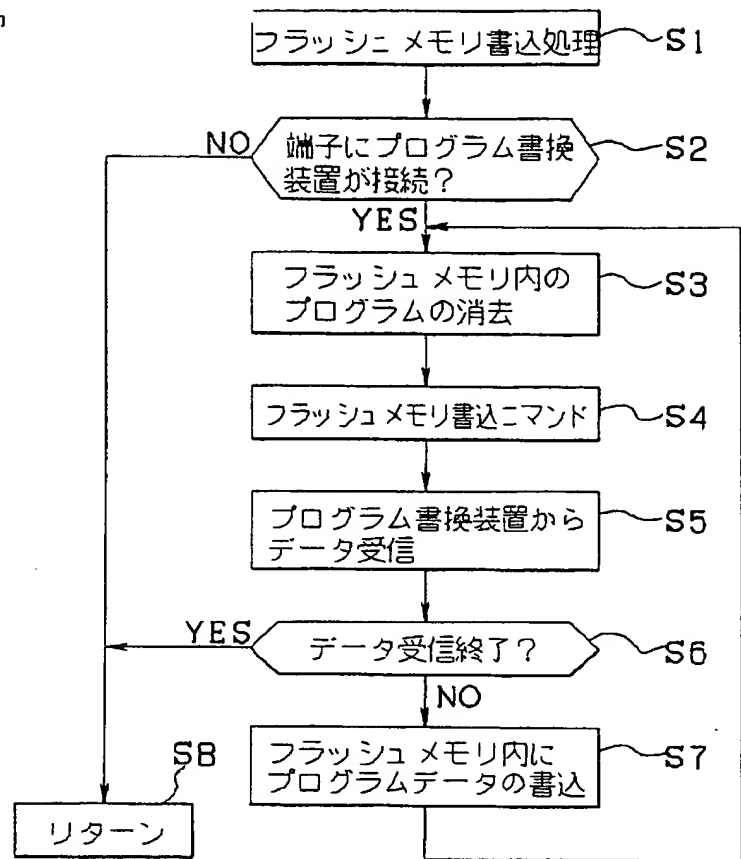 フラッシュメモリ書込処理
S1
NO
端子にプログラム書換
装置が接続?
S2
YES
フラッシュメモリ内の
プログラムの消去
S3
フラッシュメモリ書込コマンド
S4
プログラム書換装置から
データ受信
S5
YES
データ受信終了?
S6
NO
フラッシュメモリ内に
プログラムデータの書込
S7
S8
リターン